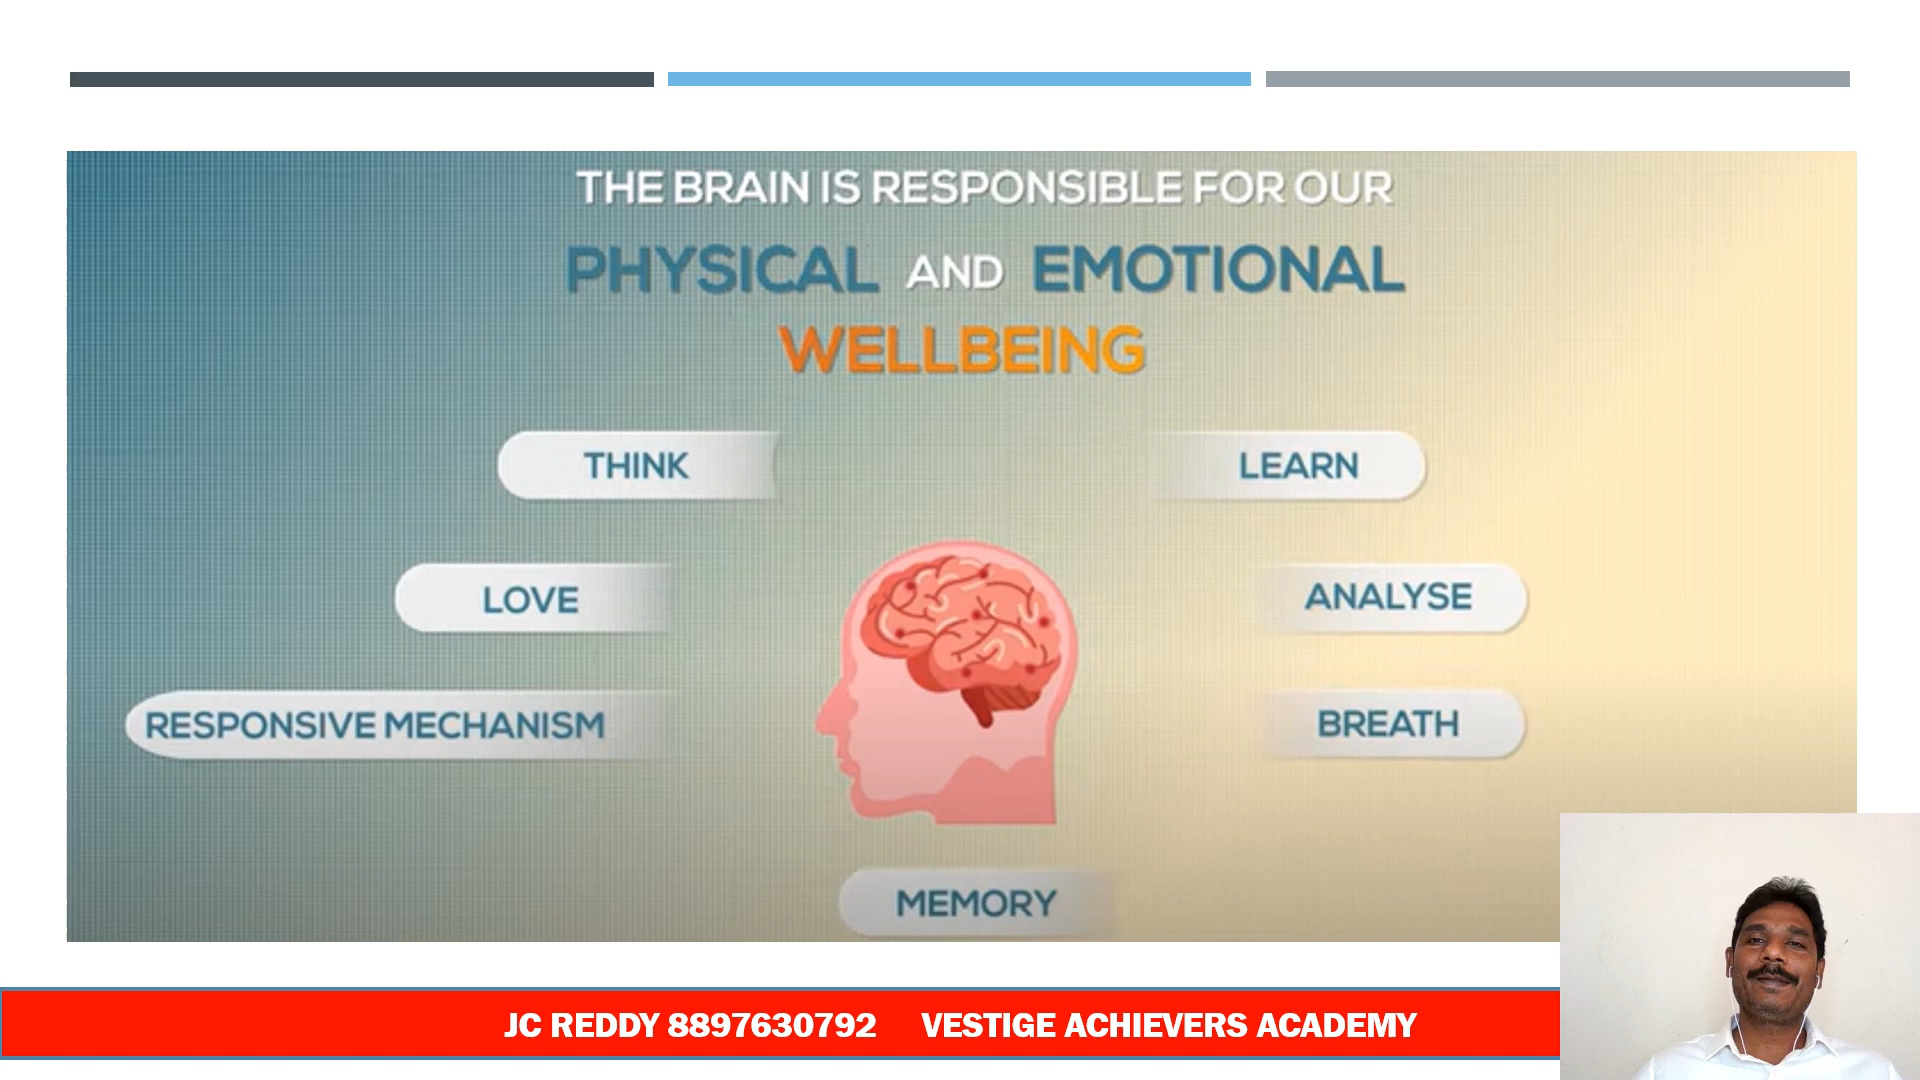 THE BRAIN IS RESPONSIBLE FOR OUR
PHYSICAL AND EMOTIONAL
WELLBEING
THINK
LEARN
LOVE
ANALYSE
RESPONSIVE MECHANISM
BREATH
MEMORY
JC REDDY 8897630792 VESTIGE ACHIEVERS ACADEMY